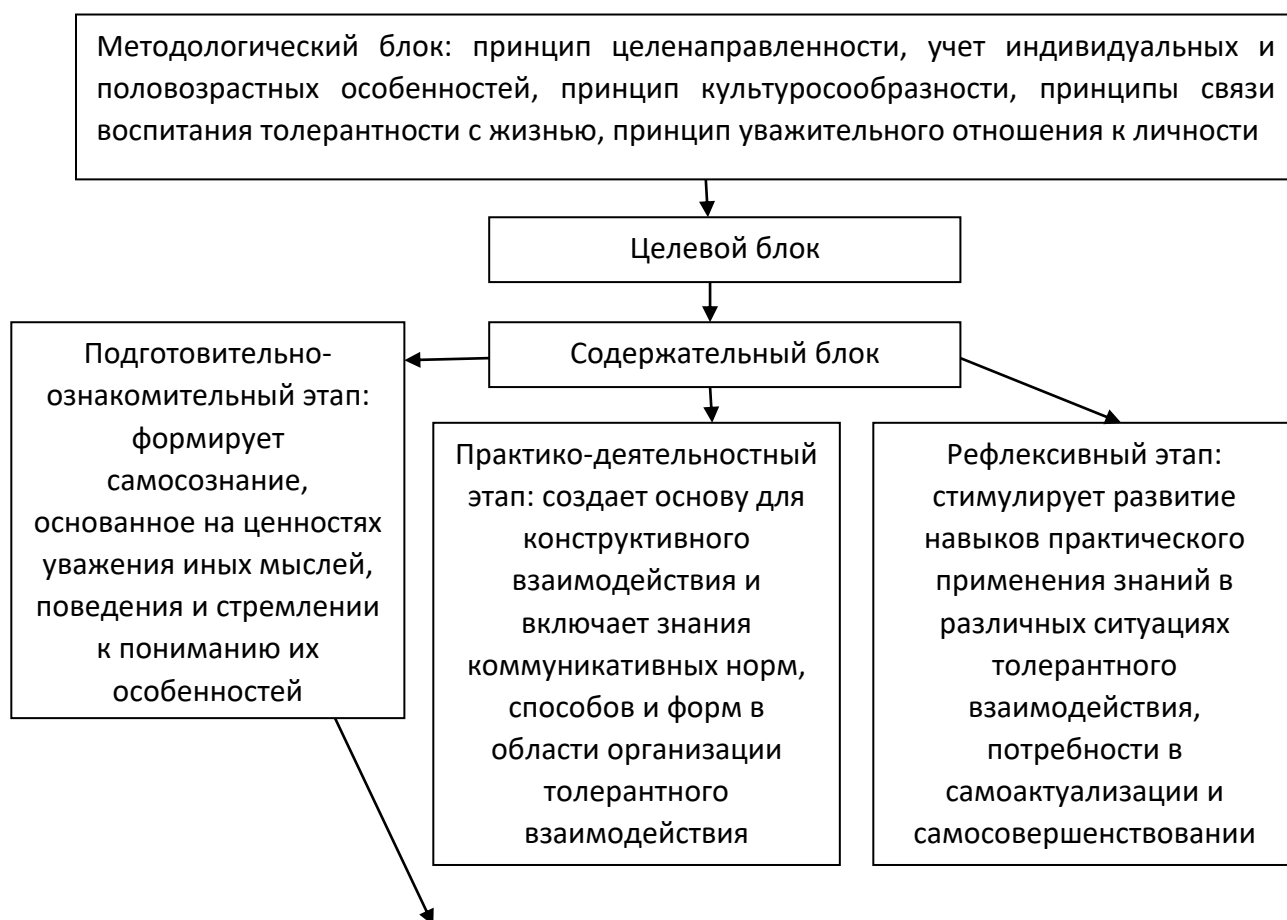 Методологический блок: принцип целенаправленности, учет индивидуальных и
половозрастных особенностей, принцип культуросообразности, принципы связи
воспитания толерантности с жизнью, принцип уважительного отношения к личности
Целевой блок
Содержательный блок
Подготовительно-
ознакомительный этап:
формирует
самосознание,
основанное на ценностях
уважения иных мыслей,
поведения и стремлении
к пониманию их
особенностей
Практико-деятельностный
этап: создает основу для
конструктивного
взаимодействия и
включает знания
коммуникативных норм,
способов и форм в
области организации
толерантного
взаимодействия
Рефлексивный этап:
стимулирует развитие
навыков практического
применения знаний в
различных ситуациях
толерантного
взаимодействия,
потребности в
самоактуализации и
самосовершенствовании